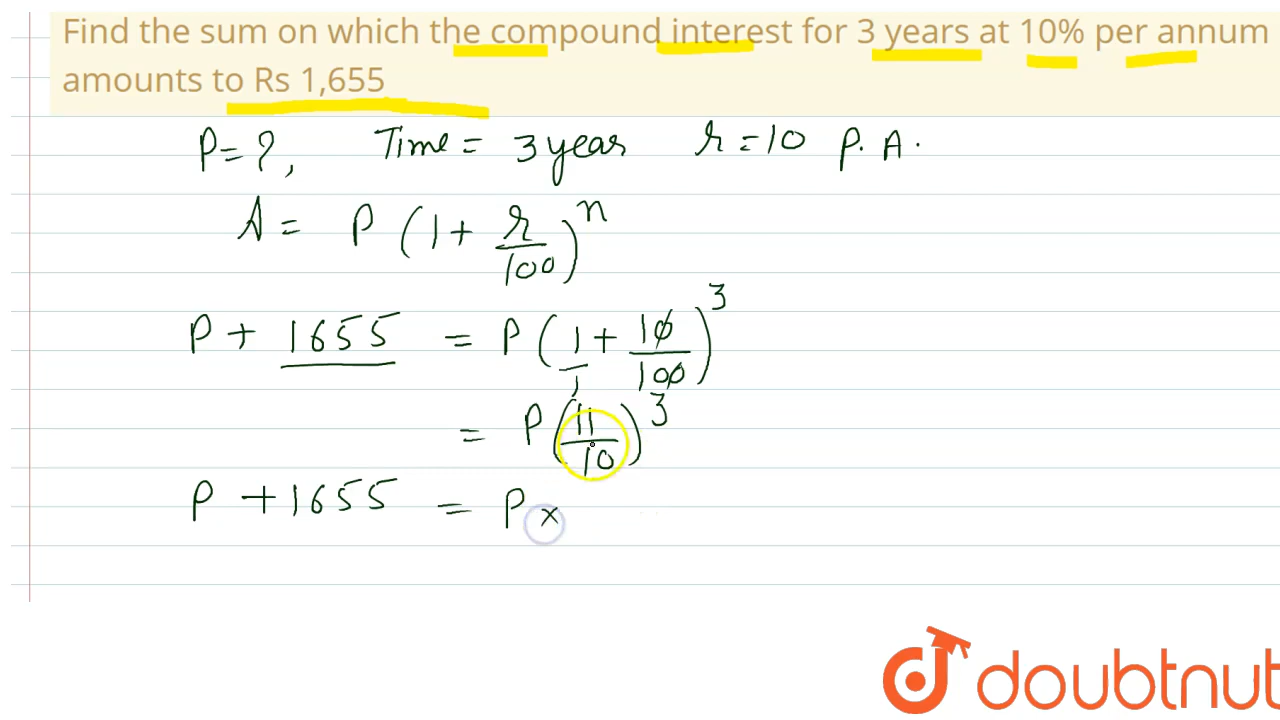 Find the sum on which the compound interest for 3 years at 10% per annum
amounts to Rs 1,655
P = ?, Time = 3 year r = 10 P. A.
A = P (1 + r/100)^n
P + 1655 = P (1/1 + 10/100)^3
= P (11/10)^3
P + 1655 = P ×
doubtnut